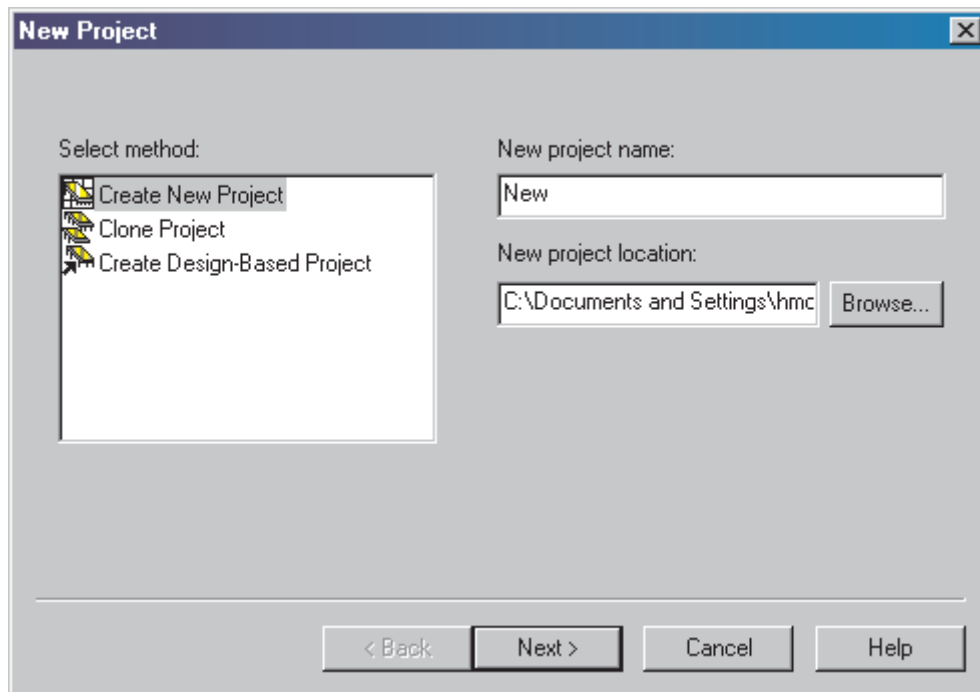 New Project
Select method:
Create New Project
Clone Project
Create Design-Based Project
New project name:
New
New project location:
C:\Documents and Settings\hmc
Browse...
< Back
Next >
Cancel
Help